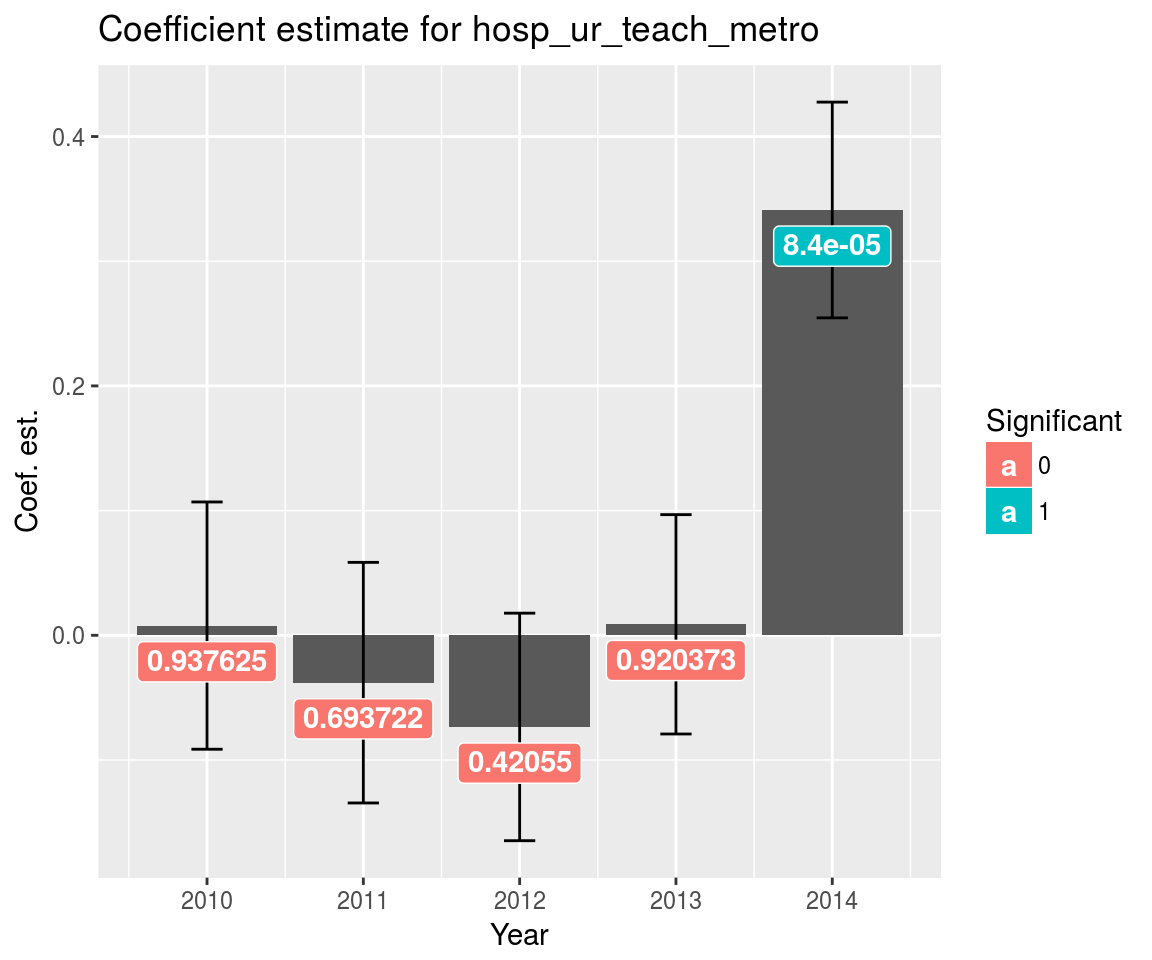 Coefficient estimate for hosp_ur_teach_metro
Coef. est.
0.4
0.2
0.0
8.4e-05
0.937625
0.920373
0.693722
0.42055
2010
2011
2012
2013
2014
Year
Significant
a 0
a 1